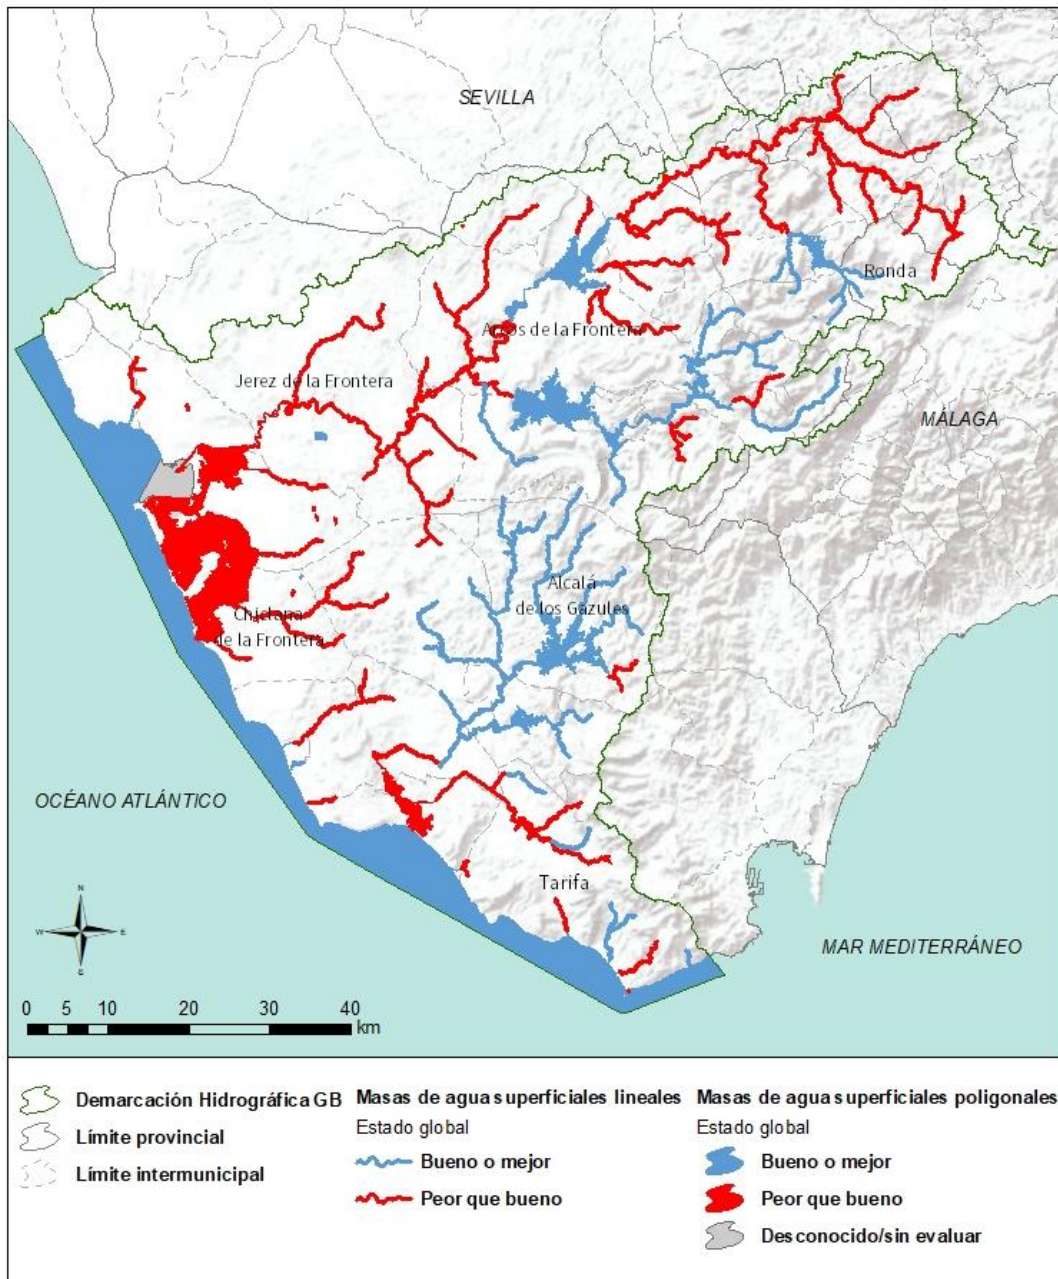 SEVILLA
Ronda
Arcos de la Frontera
Jerez de la Frontera
MÁLAGA
Alcalá
de los Gazules
Chiclana
de la Frontera
OCÉANO ATLÁNTICO
Tarifa
N
W E
S
MAR MEDITERRÁNEO
0 5 10 20 30 40
km
Demarcación Hidrográfica GB
Límite provincial
Límite intermunicipal
Masas de agua superficiales lineales
Estado global
Bueno o mejor
Peor que bueno
Masas de agua superficiales poligonales
Estado global
Bueno o mejor
Peor que bueno
Desconocido/sin evaluar